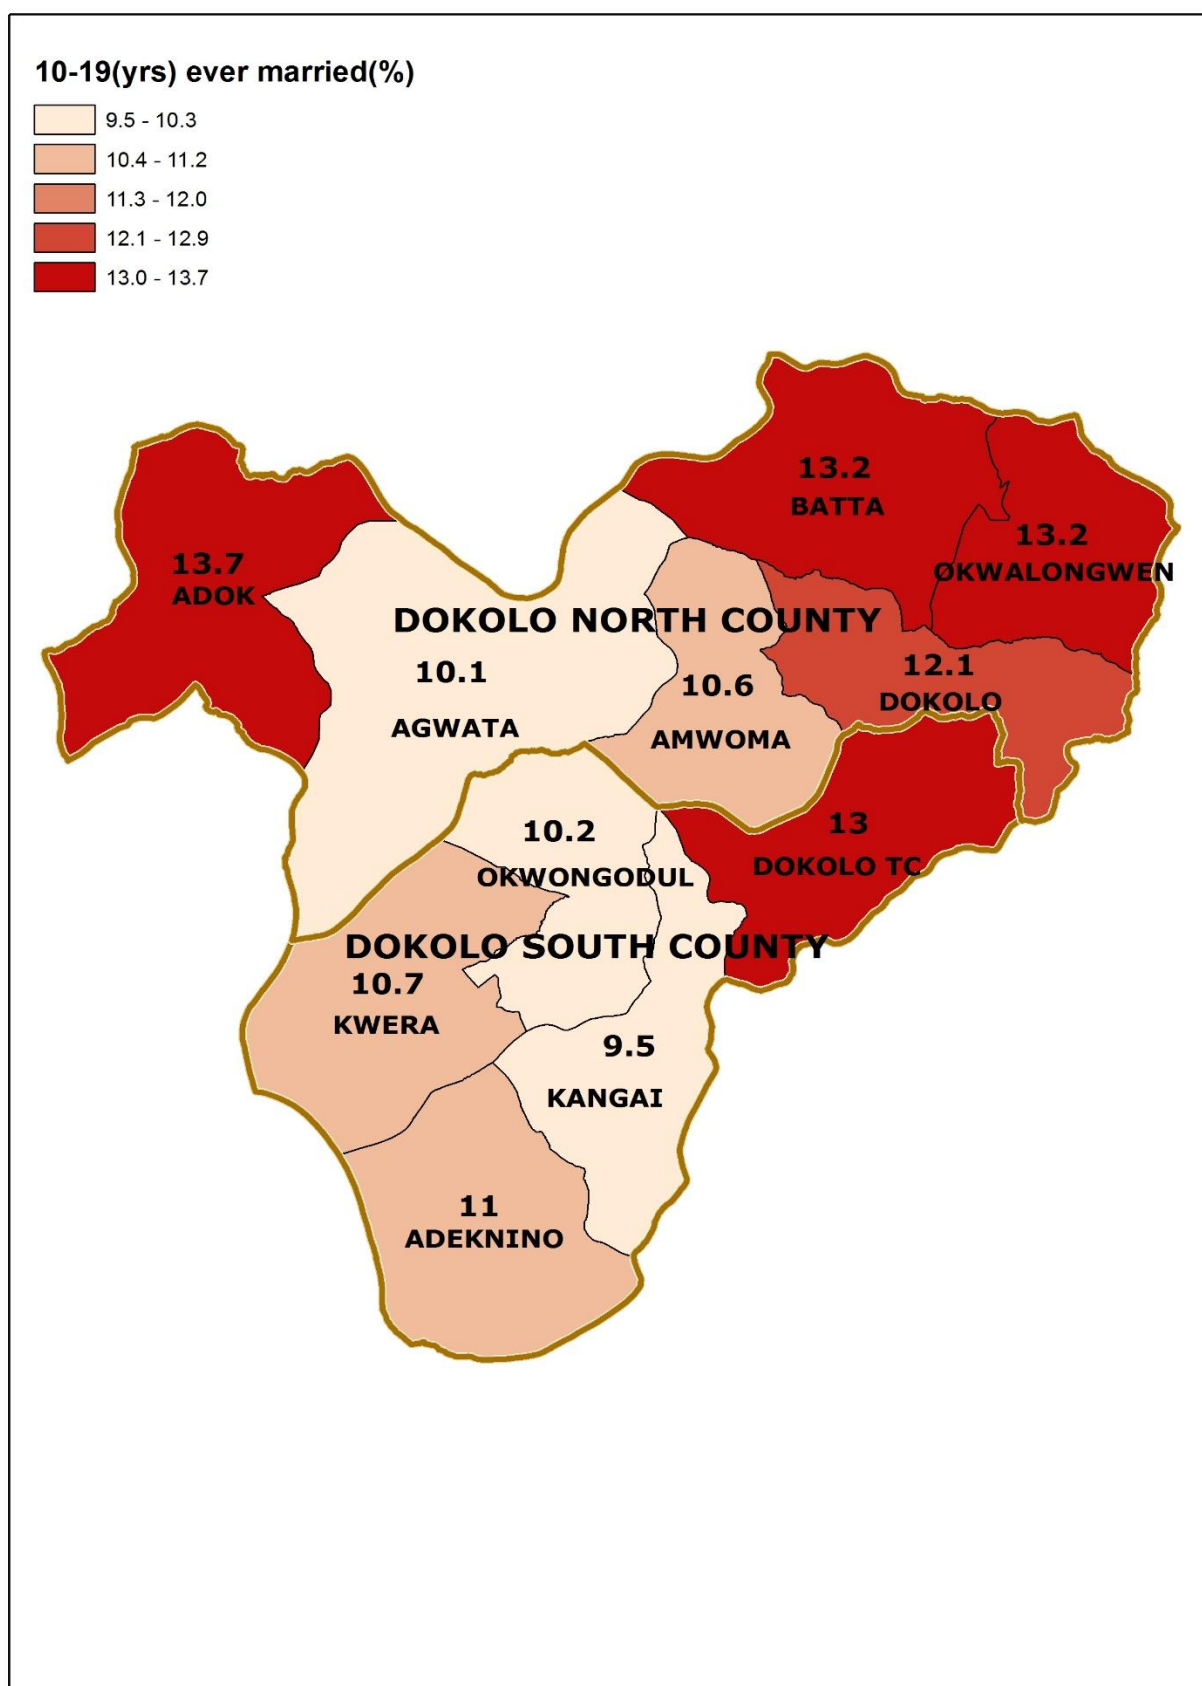 10-19(yrs) ever married(%)
9.5 - 10.3
10.4 - 11.2
11.3 - 12.0
12.1 - 12.9
13.0 - 13.7
13.2
BATTA
13.2
OKWALONGWEN
13.7
ADOK
DOKOLO NORTH COUNTY
10.1
AGWATA
10.6
AMWOMA
12.1
DOKOLO
13
DOKOLO TC
10.2
OKWONGODUL
DOKOLO SOUTH COUNTY
10.7
KWERA
9.5
KANGAI
11
ADEKNINO